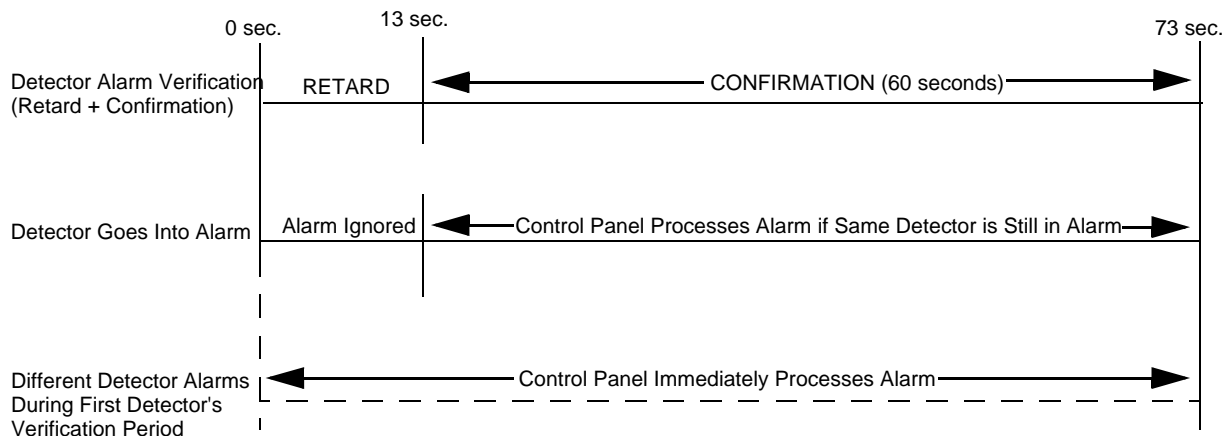 0 sec.
13 sec.
73 sec.
Detector Alarm Verification
(Retard + Confirmation)
RETARD
CONFIRMATION (60 seconds)
Detector Goes Into Alarm
Alarm Ignored
Control Panel Processes Alarm if Same Detector is Still in Alarm
Different Detector Alarms
During First Detector's
Verification Period
Control Panel Immediately Processes Alarm